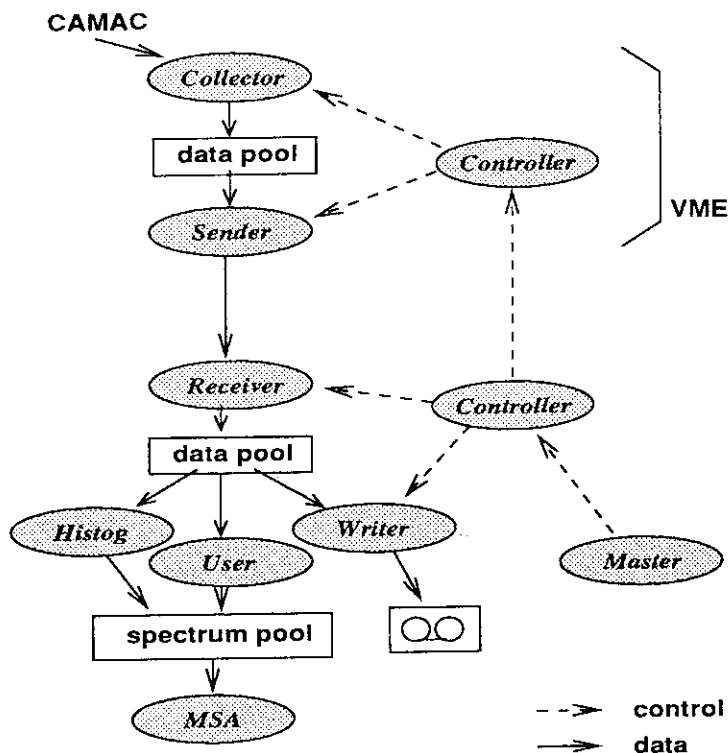 CAMAC
Collector
data pool
Controller
VME
Sender
Receiver
Controller
data pool
Histog
User
Writer
Master
spectrum pool
MSA
control
data